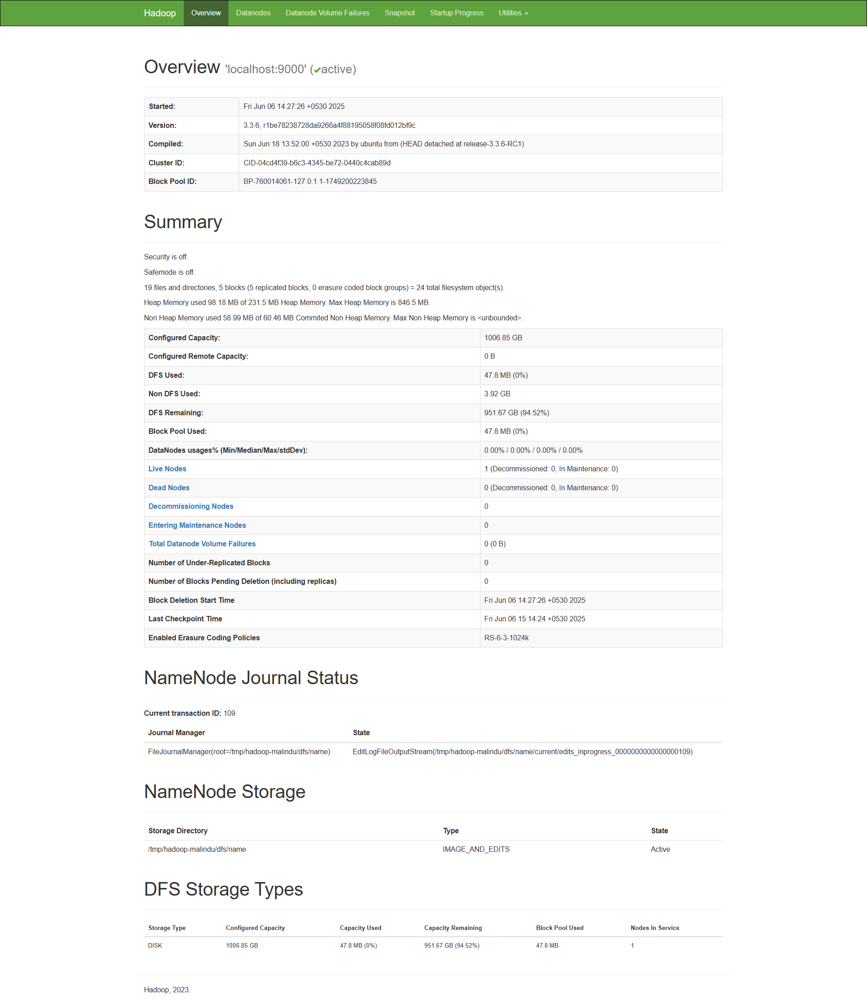 Hadoop Overview Datanodes Datanode Volume Failures Snapshot Startup Progress Utilities
Overview 'localhost:9000' (✔active)
Started: Fri Jun 06 14:27:26 +0530 2025
Version: 3.3.6, r1be78238728da9266a4f88195058f08fd012bf9c
Compiled: Sun Jun 18 13:52:00 +0530 2023 by ubuntu from (HEAD detached at release-3.3.6-RC1)
Cluster ID: CID-04cd4f39-b6c3-4345-be72-0440c4cab89d
Block Pool ID: BP-760014061-127.0.1.1-1749200223845
Summary
Security is off.
Safemode is off.
19 files and directories, 5 blocks (5 replicated blocks, 0 erasure coded block groups) = 24 total filesystem object(s).
Heap Memory used 98.18 MB of 231.5 MB Heap Memory. Max Heap Memory is 846.5 MB.
Non Heap Memory used 58.99 MB of 60.46 MB Commited Non Heap Memory. Max Non Heap Memory is <unbounded>.
Configured Capacity: 1006.85 GB
Configured Remote Capacity: 0 B
DFS Used: 47.8 MB (0%)
Non DFS Used: 3.92 GB
DFS Remaining: 951.67 GB (94.52%)
Block Pool Used: 47.8 MB (0%)
DataNodes usages% (Min/Median/Max/stdDev): 0.00% / 0.00% / 0.00% / 0.00%
Live Nodes 1 (Decommissioned: 0, In Maintenance: 0)
Dead Nodes 0 (Decommissioned: 0, In Maintenance: 0)
Decommissioning Nodes 0
Entering Maintenance Nodes 0
Total Datanode Volume Failures 0 (0 B)
Number of Under-Replicated Blocks 0
Number of Blocks Pending Deletion (including replicas) 0
Block Deletion Start Time Fri Jun 06 14:27:26 +0530 2025
Last Checkpoint Time Fri Jun 06 15:14:24 +0530 2025
Enabled Erasure Coding Policies RS-6-3-1024k
NameNode Journal Status
Current transaction ID: 109
Journal Manager State
FileJournalManager(root=/tmp/hadoop-malindu/dfs/name) EditLogFileOutputStream(/tmp/hadoop-malindu/dfs/name/current/edits_inprogress_0000000000000000109)
NameNode Storage
Storage Directory Type State
/tmp/hadoop-malindu/dfs/name IMAGE_AND_EDITS Active
DFS Storage Types
Storage Type Configured Capacity Capacity Used Capacity Remaining Block Pool Used Nodes In Service
DISK 1006.85 GB 47.8 MB (0%) 951.67 GB (94.52%) 47.8 MB 1
Hadoop, 2023.